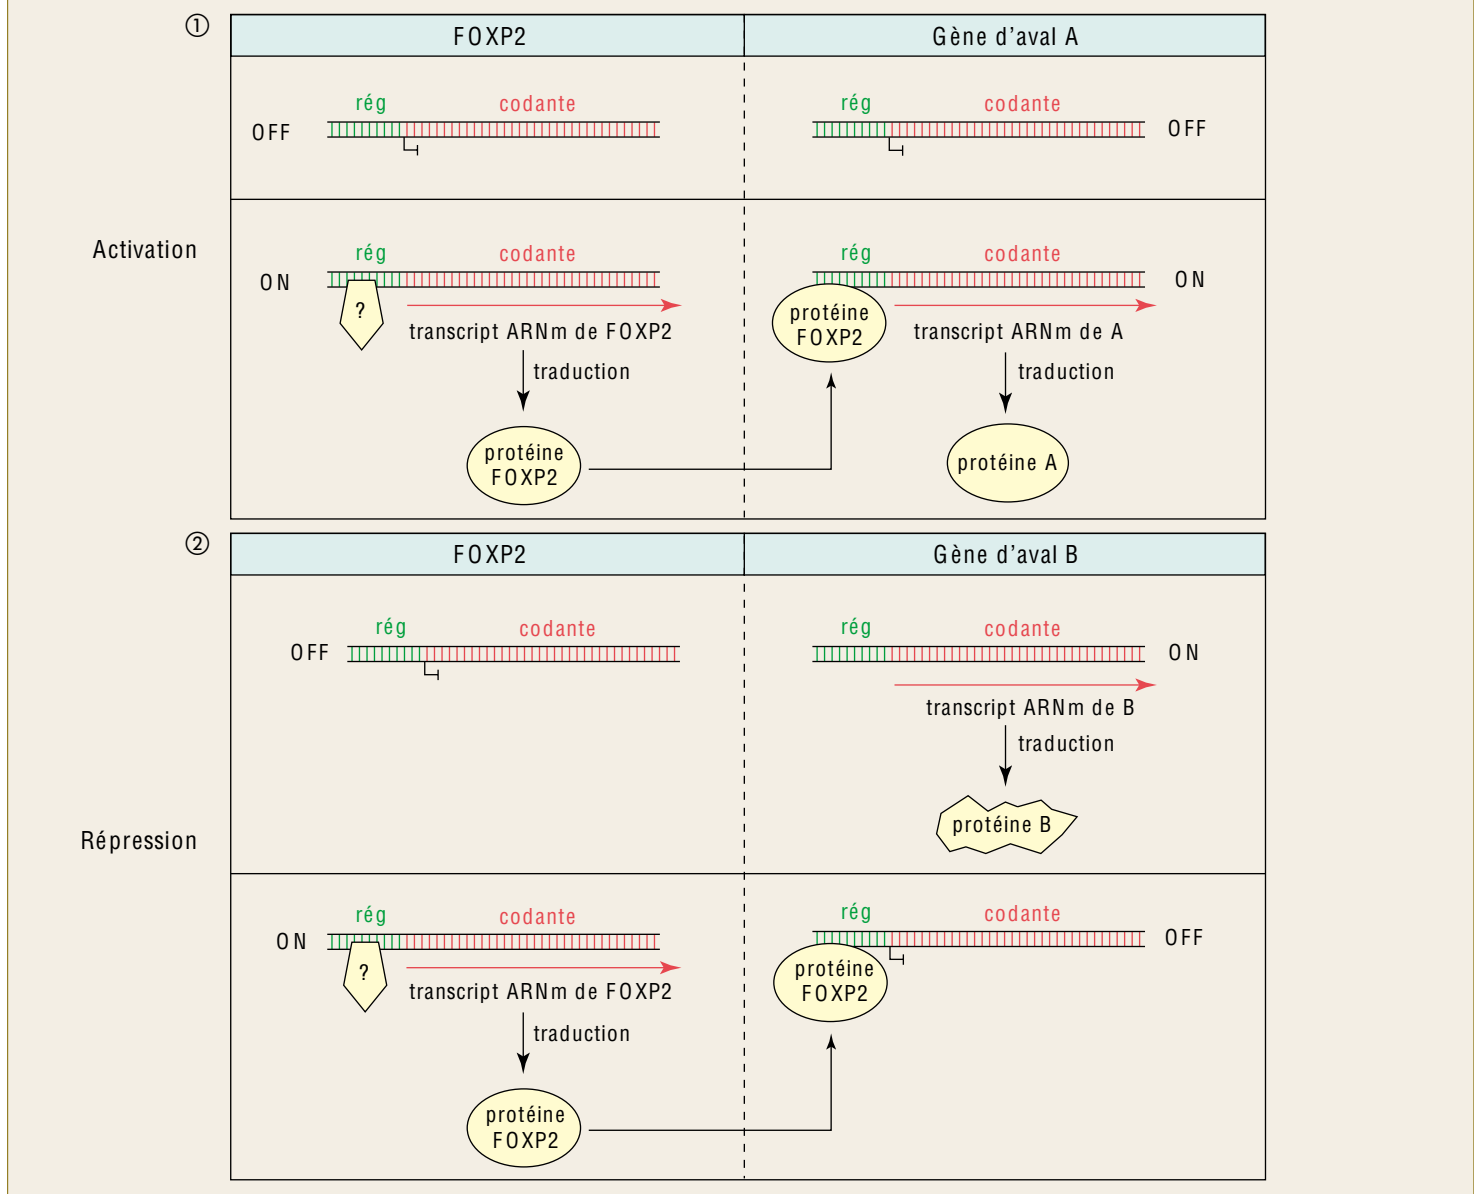 ①
FOXP2
Gène d'aval A
rég
codante
rég
codante
OFF
OFF
Activation
rég
codante
rég
codante
ON
ON
?
protéine
FOXP2
transcript ARNm de FOXP2
transcript ARNm de A
traduction
traduction
protéine
FOXP2
protéine A
②
FOXP2
Gène d'aval B
rég
codante
rég
codante
OFF
ON
transcript ARNm de B
traduction
protéine B
Répression
rég
codante
rég
codante
ON
OFF
?
protéine
FOXP2
transcript ARNm de FOXP2
traduction
protéine
FOXP2